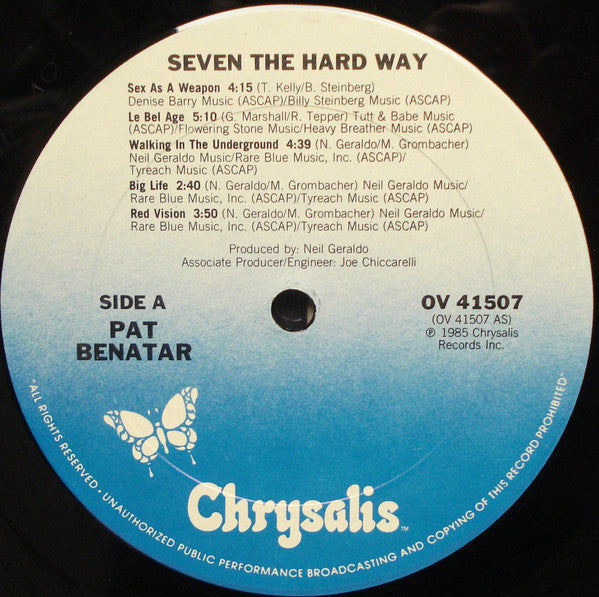 SEVEN THE HARD WAY
Sex As A Weapon 4:15 (T. Kelly/B. Steinberg)
Denise Barry Music (ASCAP)/Billy Steinberg Music (ASCAP)
Le Bel Age 5:10 (G. Marshall/R. Tepper) Tutt & Babe Music
(ASCAP)/Flowering Stone Music/Heavy Breather Music (ASCAP)
Walking In The Underground 4:39 (N. Geraldo/M. Grombacher)
Neil Geraldo Music/Rare Blue Music, Inc. (ASCAP)/
Tyreach Music (ASCAP)
Big Life 2:40 (N. Geraldo/M. Grombacher) Neil Geraldo Music/
Rare Blue Music, Inc. (ASCAP)/Tyreach Music (ASCAP)
Red Vision 3:50 (N. Geraldo/M. Grombacher) Neil Geraldo Music/
Rare Blue Music, Inc. (ASCAP)/Tyreach Music (ASCAP)
Produced by: Neil Geraldo
Associate Producer/Engineer: Joe Chiccarelli
SIDE A
PAT
BENATAR
OV 41507
(OV 41507 AS)
℗ 1985 Chrysalis
Records Inc.
Chrysalis™
"ALL RIGHTS RESERVED - UNAUTHORIZED PUBLIC PERFORMANCE BROADCASTING AND COPYING OF THIS RECORD PROHIBITED"